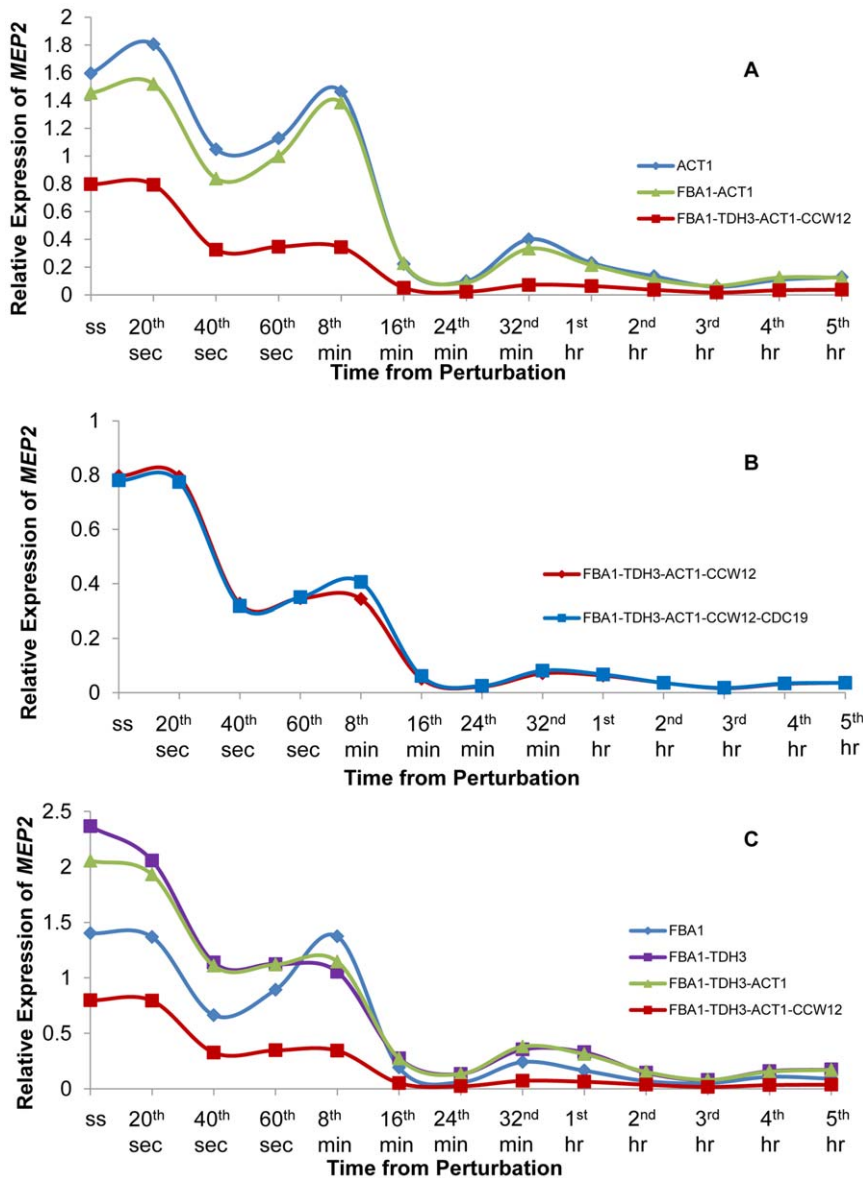 A
Relative Expression of MEP2
2
1.8
1.6
1.4
1.2
1
0.8
0.6
0.4
0.2
0
ACT1
FBA1-ACT1
FBA1-TDH3-ACT1-CCW12
ss 20th sec 40th sec 60th sec 8th min 16th min 24th min 32nd min 1st hr 2nd hr 3rd hr 4th hr 5th hr
Time from Perturbation
B
Relative Expression of MEP2
1
0.8
0.6
0.4
0.2
0
FBA1-TDH3-ACT1-CCW12
FBA1-TDH3-ACT1-CCW12-CDC19
ss 20th sec 40th sec 60th sec 8th min 16th min 24th min 32nd min 1st hr 2nd hr 3rd hr 4th hr 5th hr
Time from Perturbation
C
Relative Expression of MEP2
2.5
2
1.5
1
0.5
0
FBA1
FBA1-TDH3
FBA1-TDH3-ACT1
FBA1-TDH3-ACT1-CCW12
ss 20th sec 40th sec 60th sec 8th min 16th min 24th min 32nd min 1st hr 2nd hr 3rd hr 4th hr 5th hr
Time from Perturbation